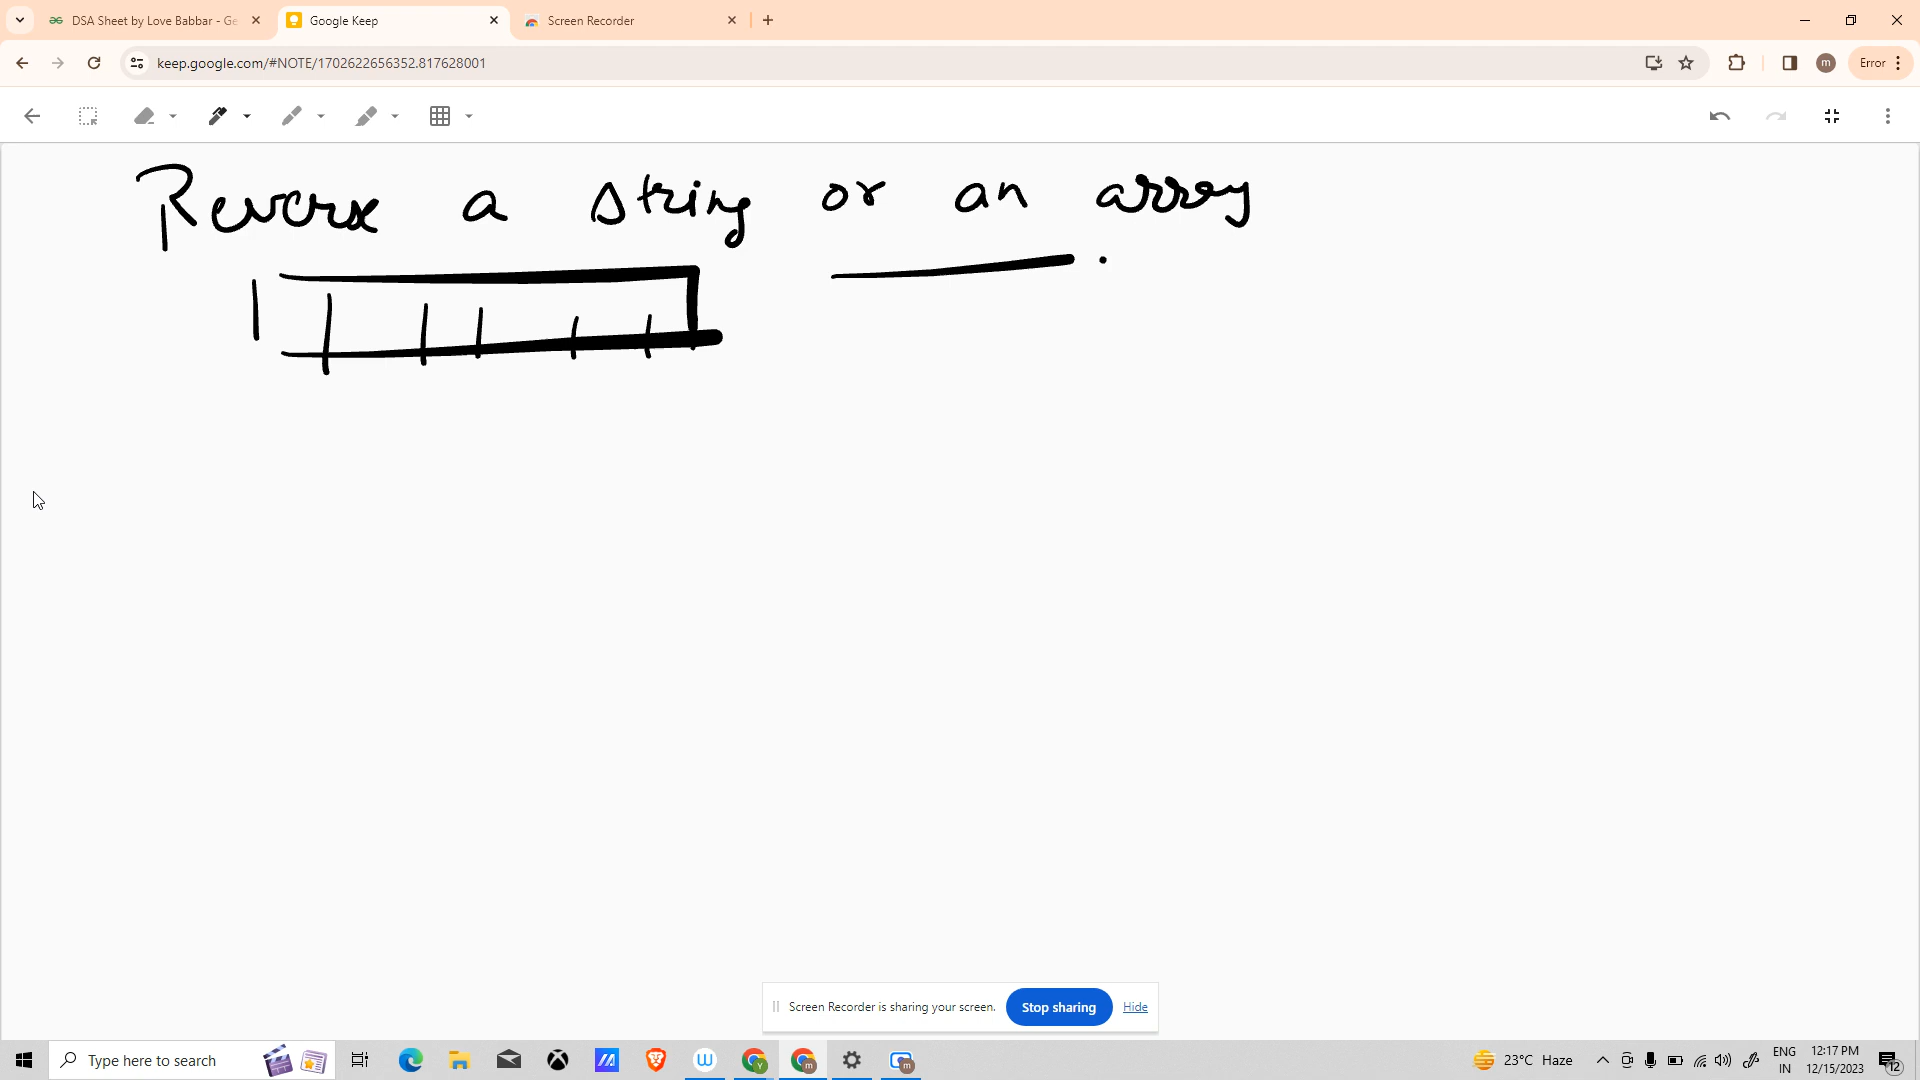 DSA Sheet by Love Babbar - Ge
Google Keep
Screen Recorder
keep.google.com/#NOTE/1702622656352.817628001
m
Error
Reverse a string or an array
Screen Recorder is sharing your screen.
Stop sharing
Hide
Type here to search
23°C Haze
ENG
IN
12:17 PM
12/15/2023
12